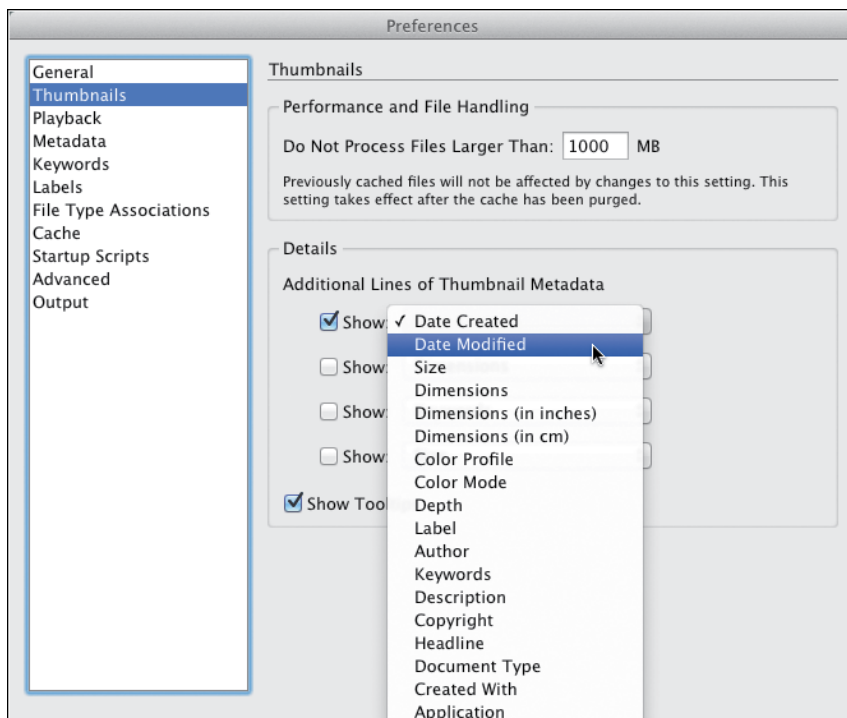 Preferences
General
Thumbnails
Playback
Metadata
Keywords
Labels
File Type Associations
Cache
Startup Scripts
Advanced
Output
Thumbnails
Performance and File Handling
Do Not Process Files Larger Than: 1000 MB
Previously cached files will not be affected by changes to this setting. This
setting takes effect after the cache has been purged.
Details
Additional Lines of Thumbnail Metadata
Show: ✓ Date Created
Date Modified
Show: Size
Dimensions
Show: Dimensions (in inches)
Dimensions (in cm)
Show: Color Profile
Color Mode
Show Depth
Label
Author
Keywords
Description
Copyright
Headline
Document Type
Created With
Application